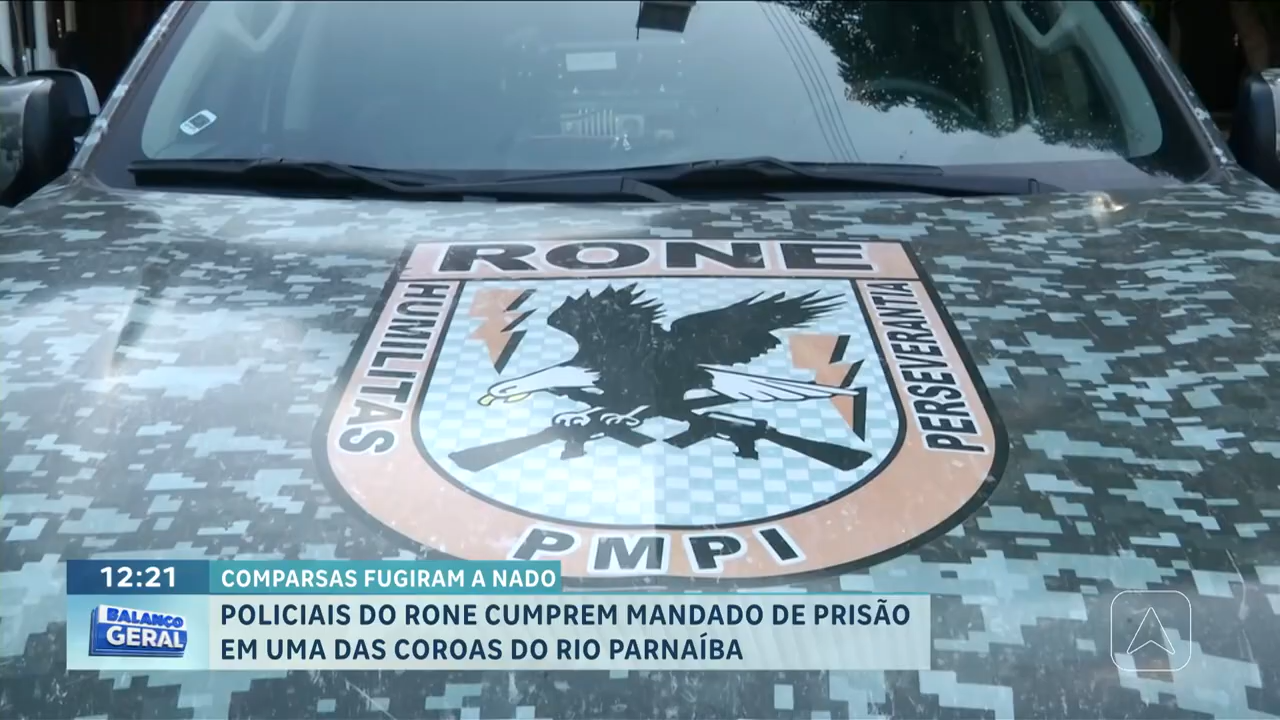 RONE
HUMILITAS
PERSEVERANTIA
PMPI
12:21
COMPARSAS FUGIRAM A NADO
BALANÇO
GERAL
POLICIAIS DO RONE CUMPREM MANDADO DE PRISÃO
EM UMA DAS COROAS DO RIO PARNAÍBA